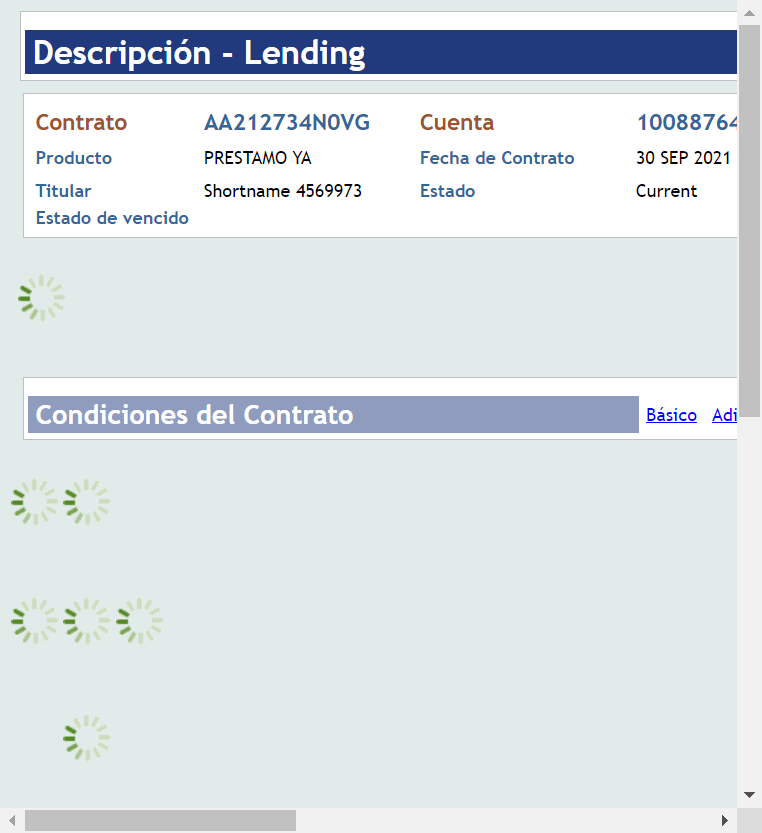 Descripción - Lending
Contrato AA212734N0VG Cuenta 10088764
Producto PRESTAMO YA Fecha de Contrato 30 SEP 2021
Titular Shortname 4569973 Estado Current
Estado de vencido
Condiciones del Contrato Básico Adi